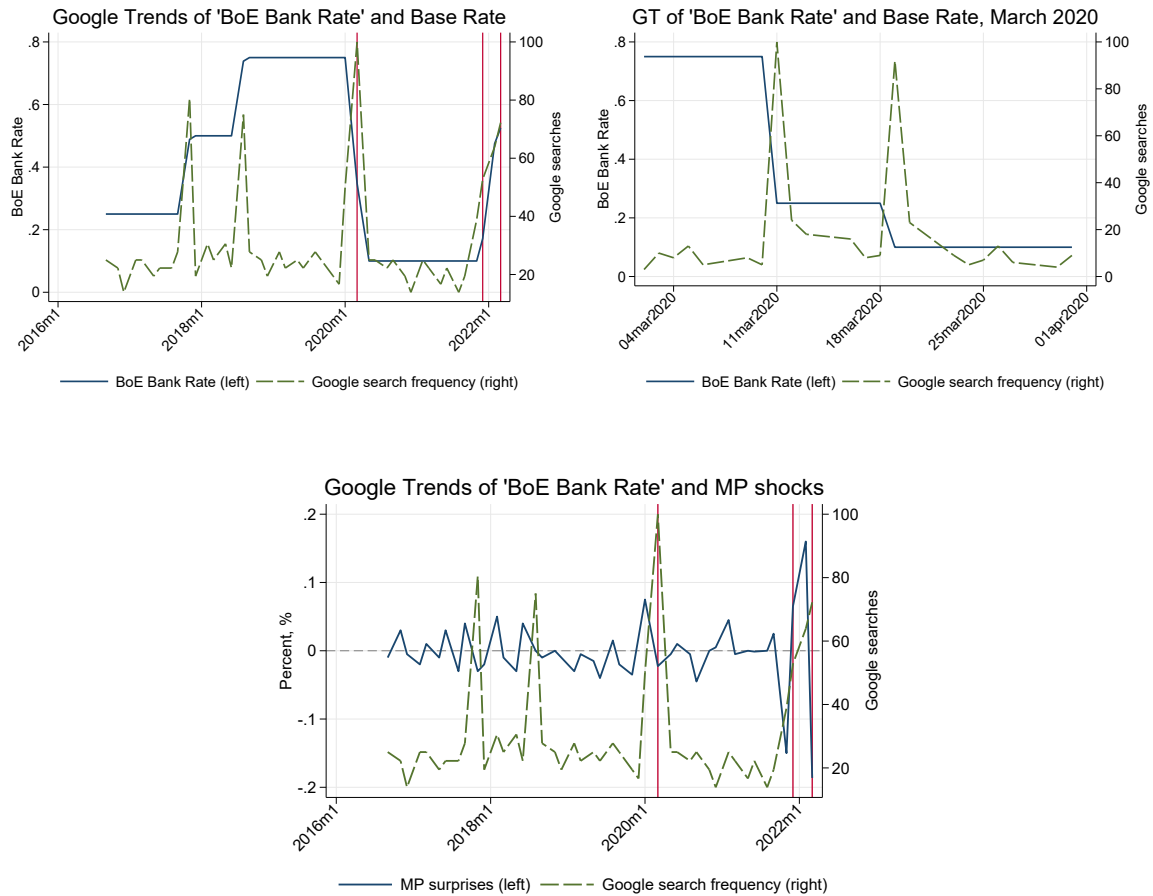 Google Trends of 'BoE Bank Rate' and Base Rate
.8
.6
.4
.2
0
BoE Bank Rate
100
80
60
40
20
Google searches
2016m1
2018m1
2020m1
2022m1
BoE Bank Rate (left)
Google search frequency (right)
GT of 'BoE Bank Rate' and Base Rate, March 2020
.8
.6
.4
.2
0
BoE Bank Rate
100
80
60
40
20
0
Google searches
04mar2020
11mar2020
18mar2020
25mar2020
01apr2020
BoE Bank Rate (left)
Google search frequency (right)
Google Trends of 'BoE Bank Rate' and MP shocks
.2
.1
0
-.1
-.2
Percent, %
100
80
60
40
20
Google searches
2016m1
2018m1
2020m1
2022m1
MP surprises (left)
Google search frequency (right)